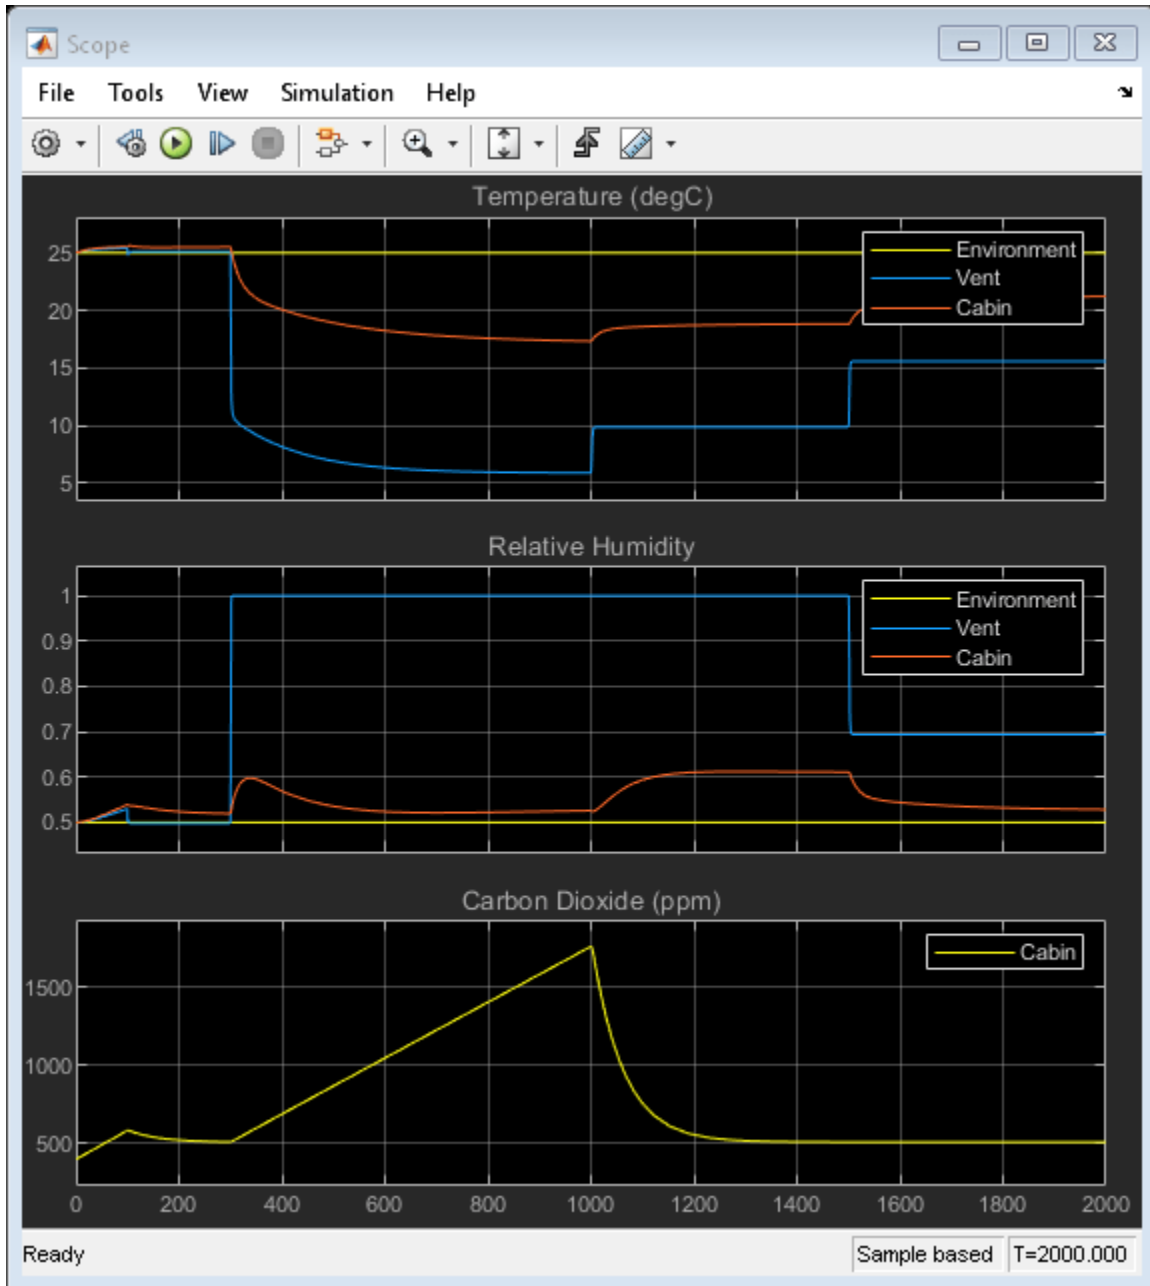 Scope
File Tools View Simulation Help
Temperature (degC)
25
20
15
10
5
Environment
Vent
Cabin
Relative Humidity
1
0.9
0.8
0.7
0.6
0.5
Environment
Vent
Cabin
Carbon Dioxide (ppm)
1500
1000
500
Cabin
0 200 400 600 800 1000 1200 1400 1600 1800 2000
Ready Sample based T=2000.000